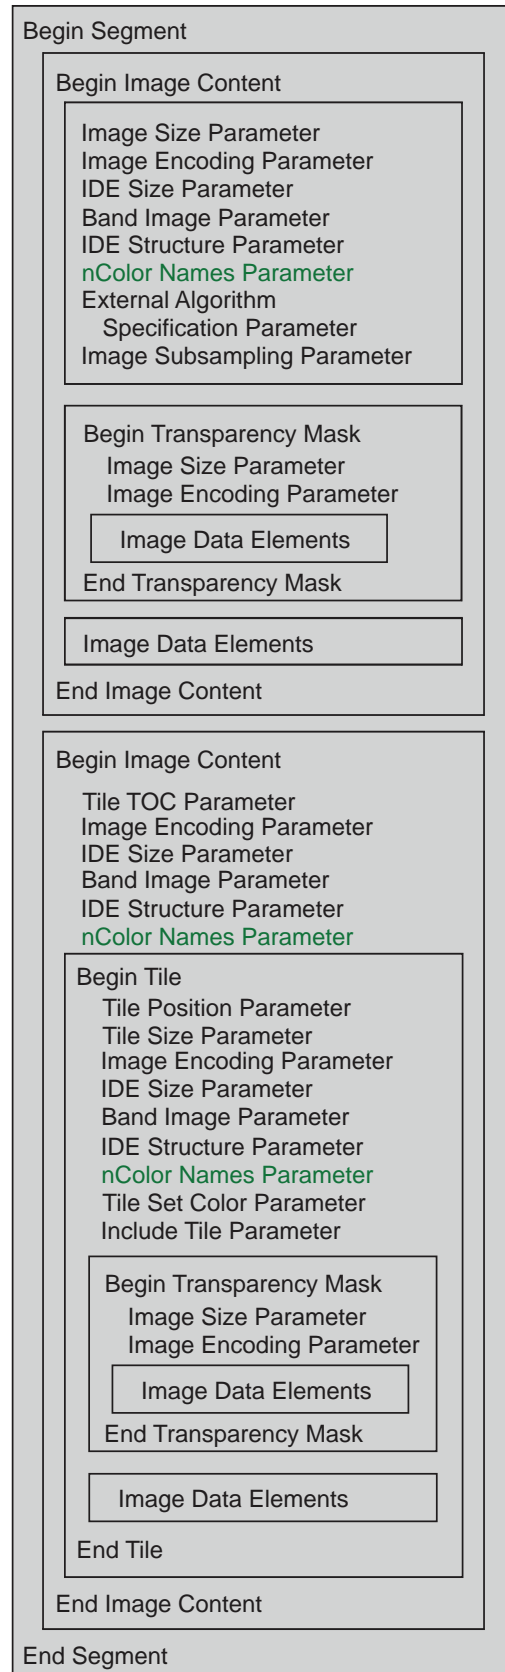 Begin Segment
Begin Image Content
Image Size Parameter
Image Encoding Parameter
IDE Size Parameter
Band Image Parameter
IDE Structure Parameter
nColor Names Parameter
External Algorithm
Specification Parameter
Image Subsampling Parameter
Begin Transparency Mask
Image Size Parameter
Image Encoding Parameter
Image Data Elements
End Transparency Mask
Image Data Elements
End Image Content
Begin Image Content
Tile TOC Parameter
Image Encoding Parameter
IDE Size Parameter
Band Image Parameter
IDE Structure Parameter
nColor Names Parameter
Begin Tile
Tile Position Parameter
Tile Size Parameter
Image Encoding Parameter
IDE Size Parameter
Band Image Parameter
IDE Structure Parameter
nColor Names Parameter
Tile Set Color Parameter
Include Tile Parameter
Begin Transparency Mask
Image Size Parameter
Image Encoding Parameter
Image Data Elements
End Transparency Mask
Image Data Elements
End Tile
End Image Content
End Segment